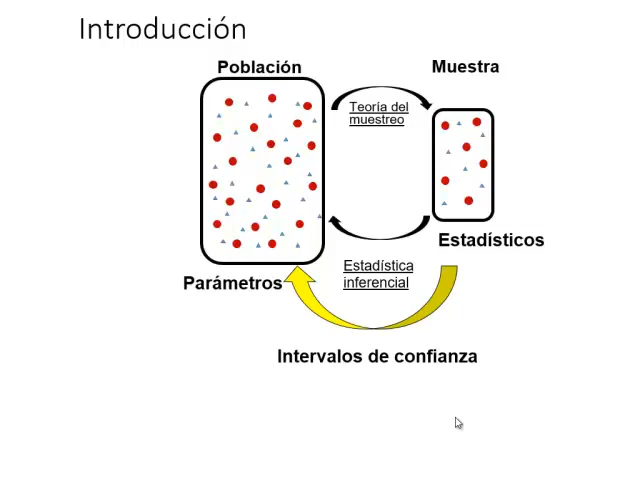 Introducción
Población
Muestra
Teoría del
muestreo
Estadísticos
Estadística
inferencial
Parámetros
Intervalos de confianza